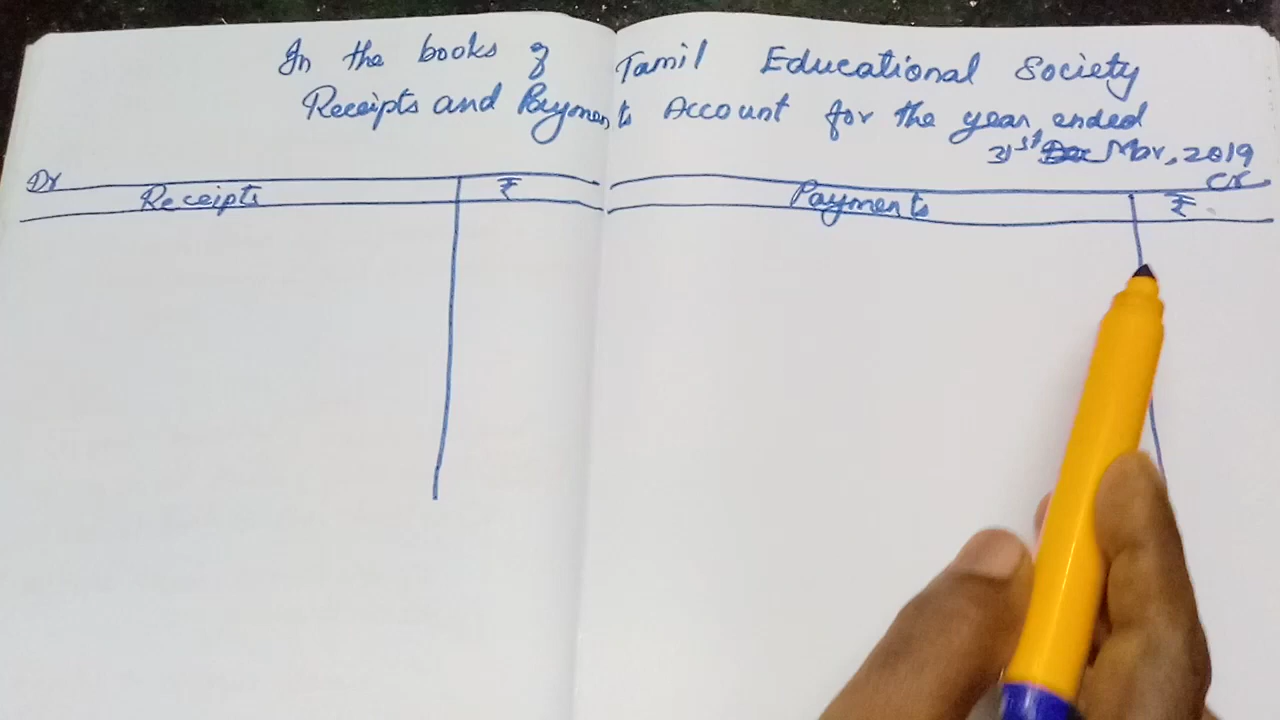 In the books of Tamil Educational Society
Receipts and Payments Account for the year ended
31st Mar, 2019
Dr Cr
Receipts ₹ Payments ₹